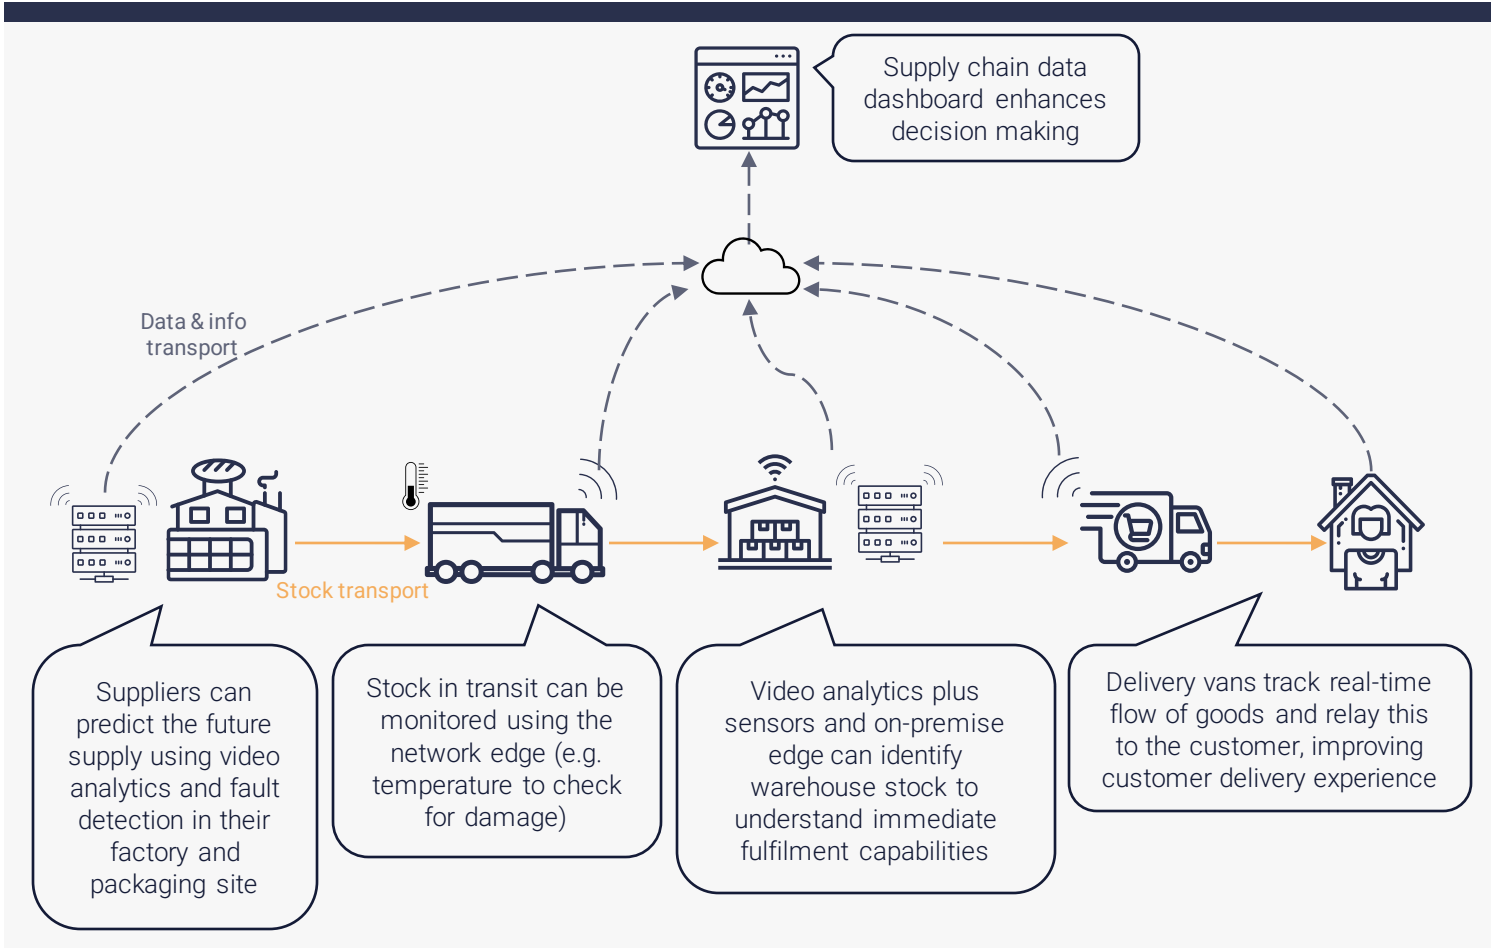 Supply chain data
dashboard enhances
decision making
Data & info
transport
Stock transport
Suppliers can
predict the future
supply using video
analytics and fault
detection in their
factory and
packaging site
Stock in transit can be
monitored using the
network edge (e.g.
temperature to check
for damage)
Video analytics plus
sensors and on-premise
edge can identify
warehouse stock to
understand immediate
fulfilment capabilities
Delivery vans track real-time
flow of goods and relay this
to the customer, improving
customer delivery experience